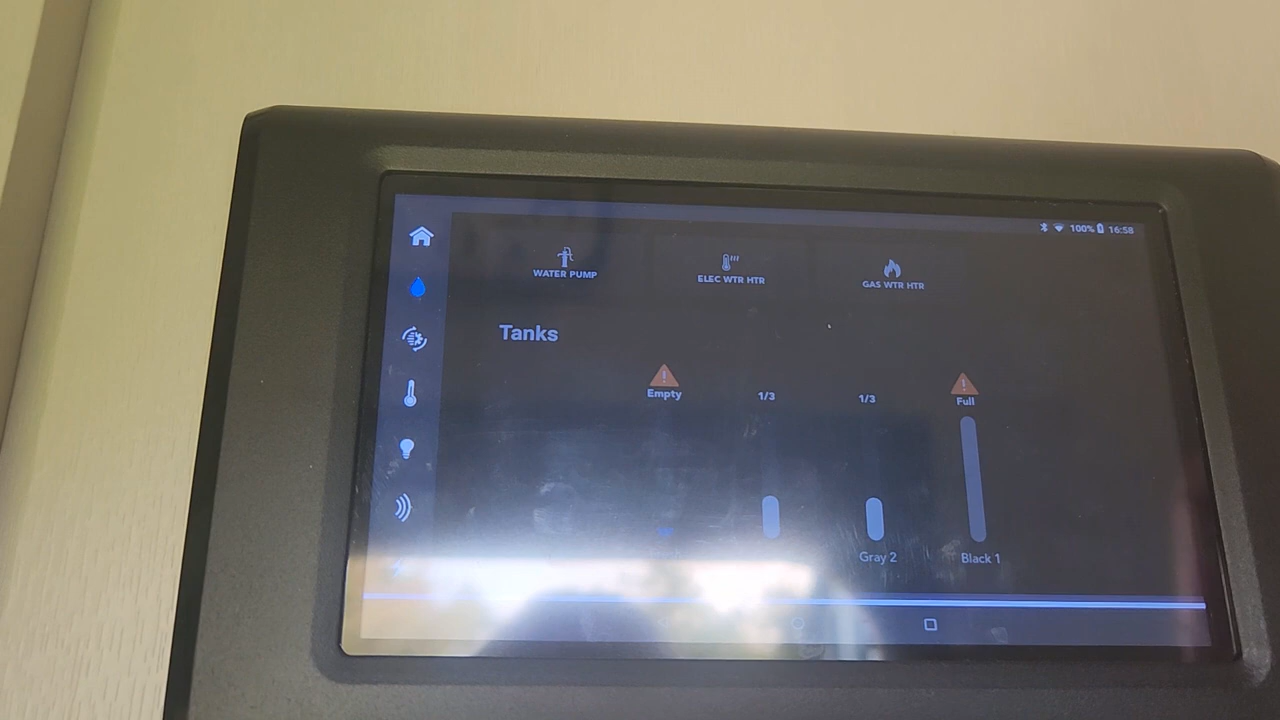 100% 16:58
WATER PUMP
ELEC WTR HTR
GAS WTR HTR
Tanks
Empty
1/3
1/3
Full
Gray 2
Black 1